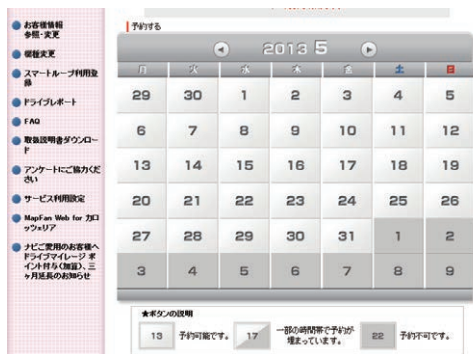 お客様情報
参照・変更
機種変更
スマートループ利用登
録
ドライブレポート
FAQ
取扱説明書ダウンロー
ド
アンケートにご協力くだ
さい
サービス利用設定
MapFan Web for カロ
ッツェリア
ナビご愛用のお客様へ
ドライブマイレージ ポ
イント付与(加算)、三
ヶ月延長のお知らせ
予約する
2013 5
月 火 水 木 金 土 日
29 30 1 2 3 4 5
6 7 8 9 10 11 12
13 14 15 16 17 18 19
20 21 22 23 24 25 26
27 28 29 30 31 1 2
3 4 5 6 7 8 9
★ボタンの説明
13 予約可能です。 17 一部の時間帯で予約が
埋まっています。 22 予約不可です。